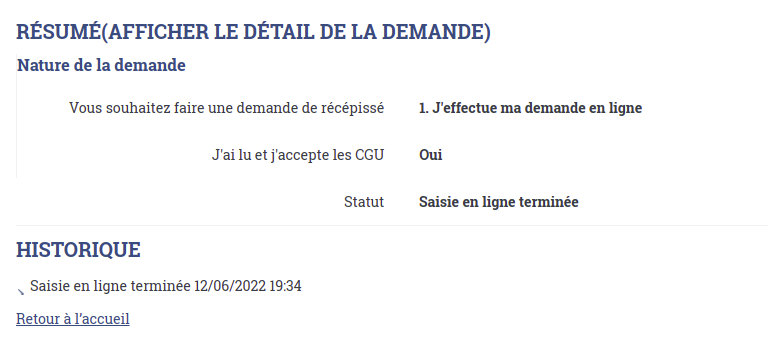 RÉSUMÉ(AFFICHER LE DÉTAIL DE LA DEMANDE)
Nature de la demande
Vous souhaitez faire une demande de récépissé 1. J'effectue ma demande en ligne
J'ai lu et j'accepte les CGU Oui
Statut Saisie en ligne terminée
HISTORIQUE
Saisie en ligne terminée 12/06/2022 19:34
Retour à l'accueil